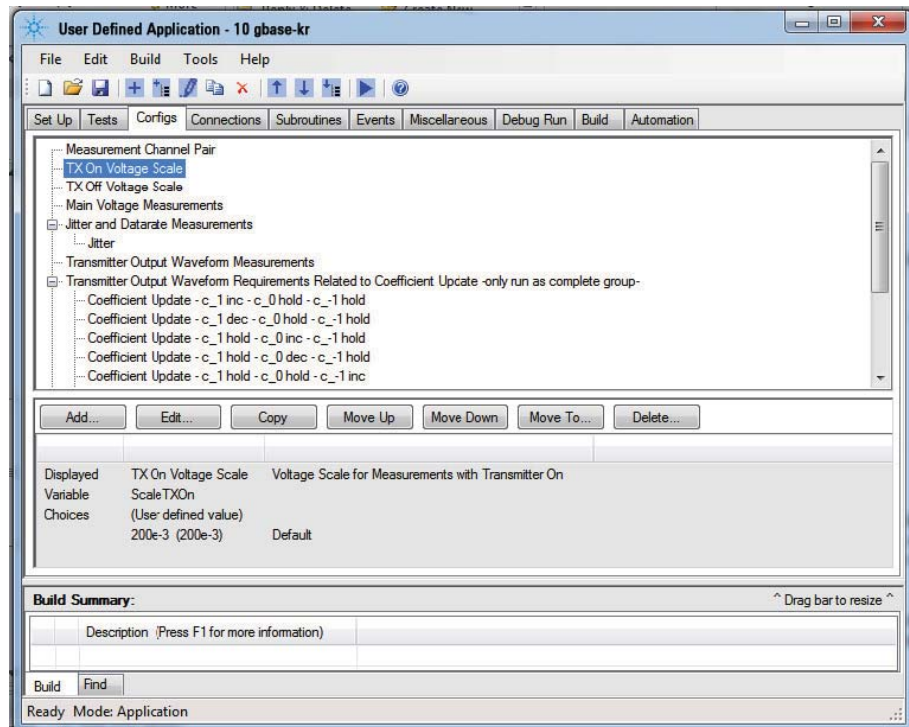 User Defined Application - 10 gbase-kr
File Edit Build Tools Help
Set Up Tests Configs Connections Subroutines Events Miscellaneous Debug Run Build Automation
Measurement Channel Pair
TX On Voltage Scale
TX Off Voltage Scale
Main Voltage Measurements
Jitter and Datarate Measurements
Jitter
Transmitter Output Waveform Measurements
Transmitter Output Waveform Requirements Related to Coefficient Update -only run as complete group-
Coefficient Update - c_1 inc - c_0 hold - c_-1 hold
Coefficient Update - c_1 dec - c_0 hold - c_-1 hold
Coefficient Update - c_1 hold - c_0 inc - c_-1 hold
Coefficient Update - c_1 hold - c_0 dec - c_-1 hold
Coefficient Update - c_1 hold - c_0 hold - c_-1 inc
Add... Edit... Copy Move Up Move Down Move To... Delete...
Displayed TX On Voltage Scale Voltage Scale for Measurements with Transmitter On
Variable ScaleTXOn
Choices (User defined value)
200e-3 (200e-3) Default
Build Summary: ^ Drag bar to resize ^
Description (Press F1 for more information)
Build Find
Ready Mode: Application